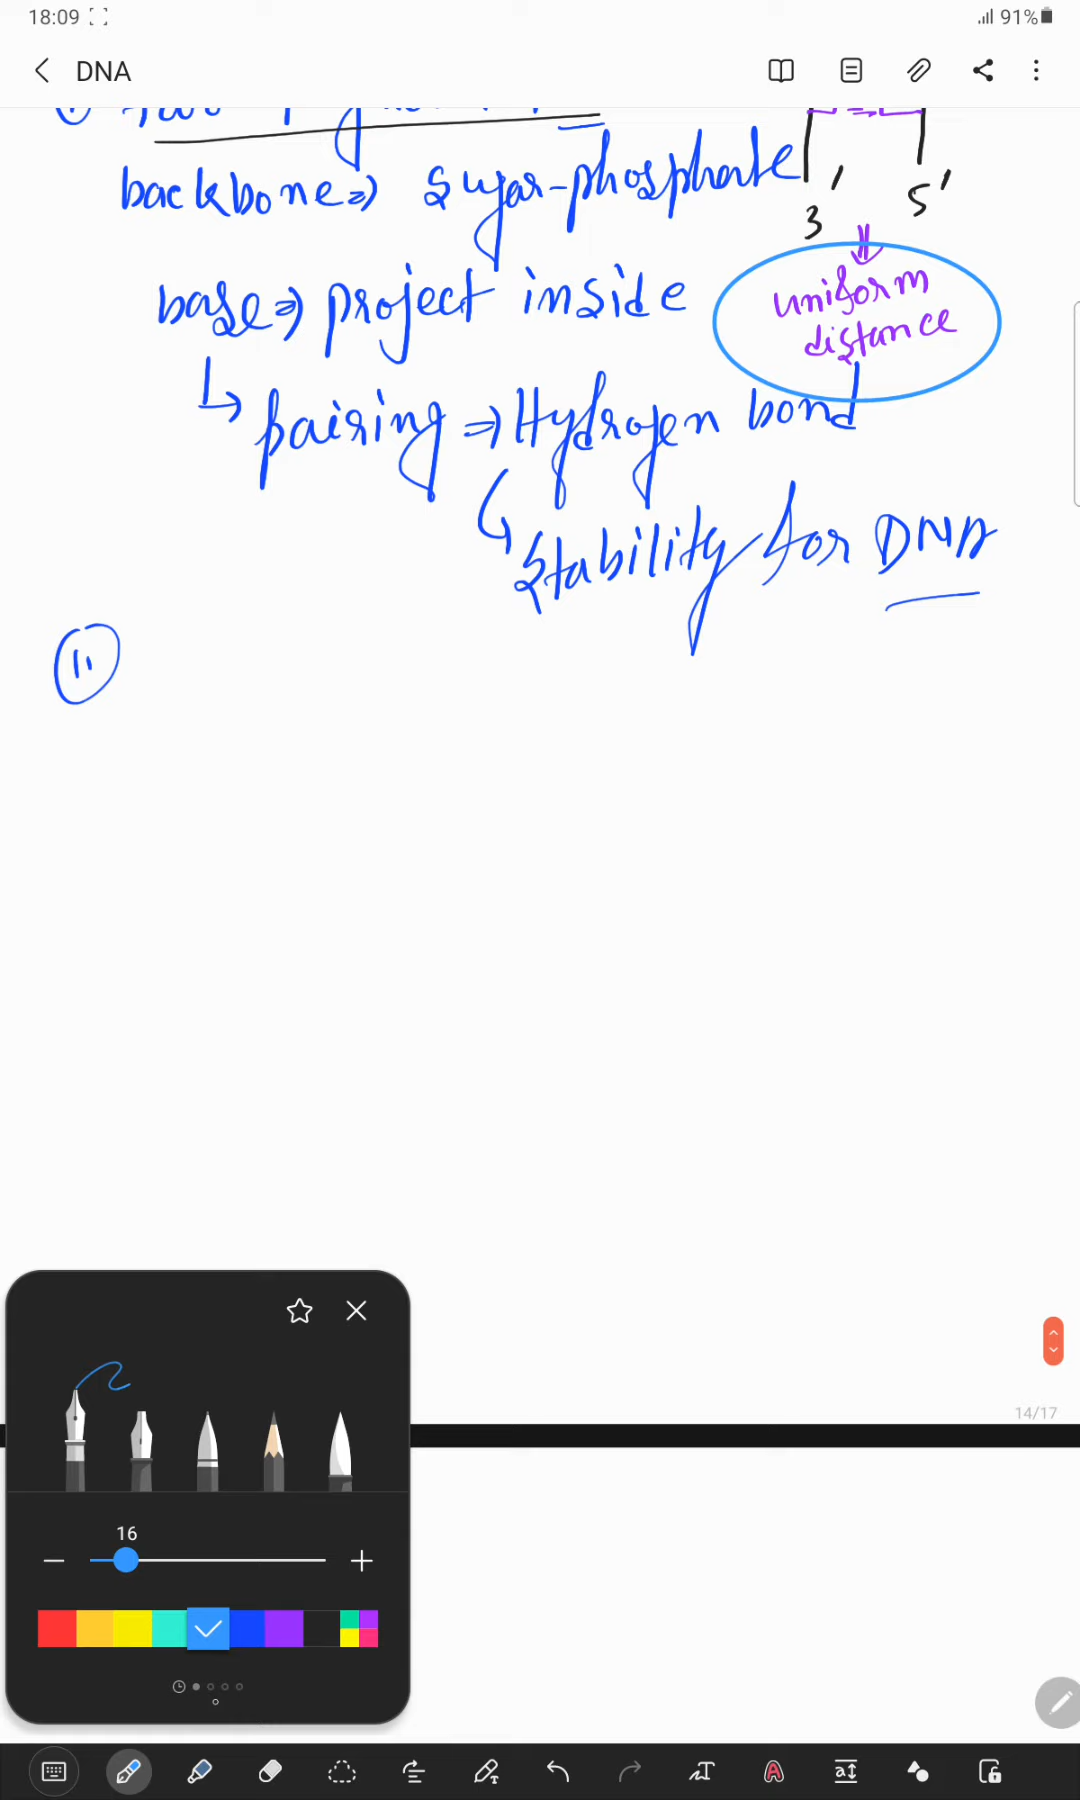 18:09 91%
DNA
backbone⇒ sugar-phosphate
3' 5'
base⇒ project inside
uniform
distance
↳ pairing ⇒ Hydrogen bond
↳ Stability for DNA
11
14/17
16